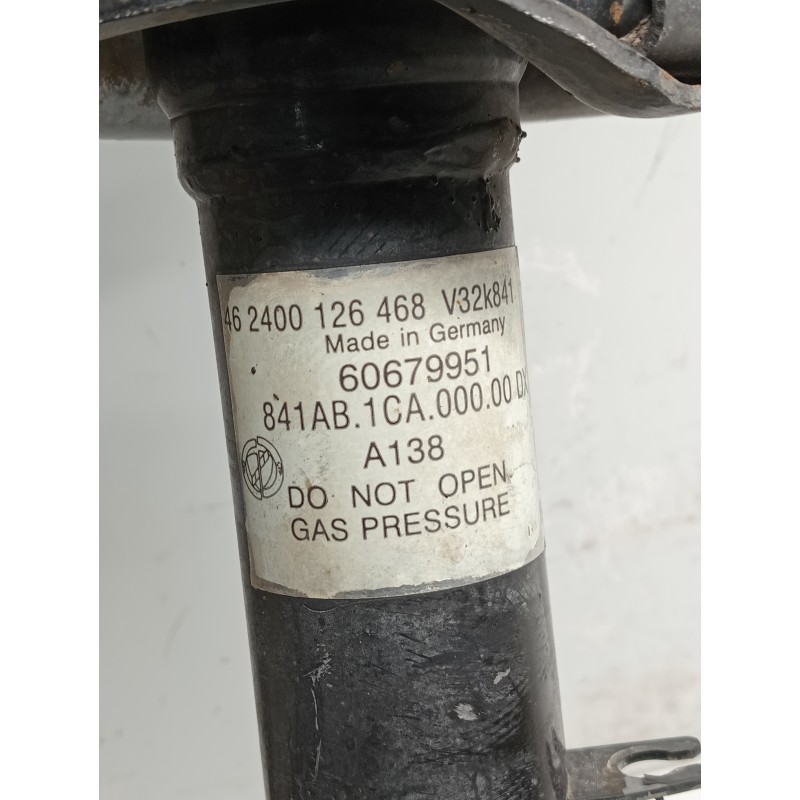 46 2400 126 468 V32k841
Made in Germany
60679951
841AB.1CA.000.00 DX
A138
DO NOT OPEN
GAS PRESSURE